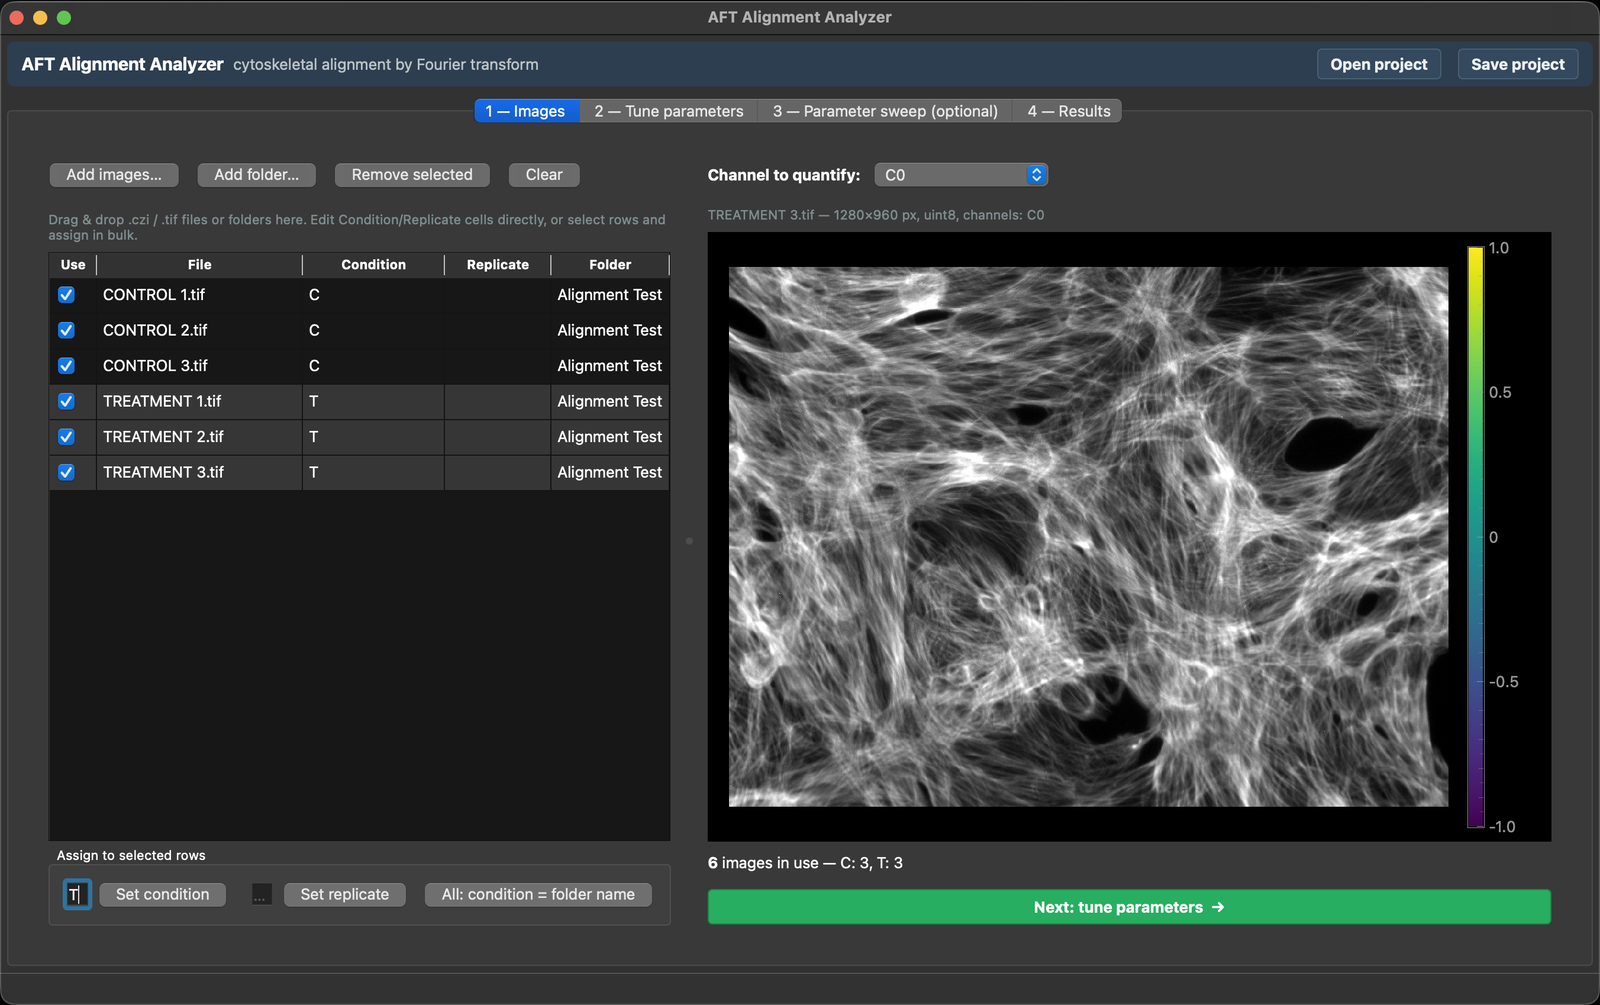 AFT Alignment Analyzer
AFT Alignment Analyzer cytoskeletal alignment by Fourier transform Open project Save project
1 — Images 2 — Tune parameters 3 — Parameter sweep (optional) 4 — Results
Add images... Add folder... Remove selected Clear
Drag & drop .czi / .tif files or folders here. Edit Condition/Replicate cells directly, or select rows and
assign in bulk.
Use File Condition Replicate Folder
CONTROL 1.tif C Alignment Test
CONTROL 2.tif C Alignment Test
CONTROL 3.tif C Alignment Test
TREATMENT 1.tif T Alignment Test
TREATMENT 2.tif T Alignment Test
TREATMENT 3.tif T Alignment Test
Assign to selected rows
T Set condition ... Set replicate All: condition = folder name
Channel to quantify: C0
TREATMENT 3.tif — 1280×960 px, uint8, channels: C0
1.0
0.5
0
-0.5
-1.0
6 images in use — C: 3, T: 3
Next: tune parameters →